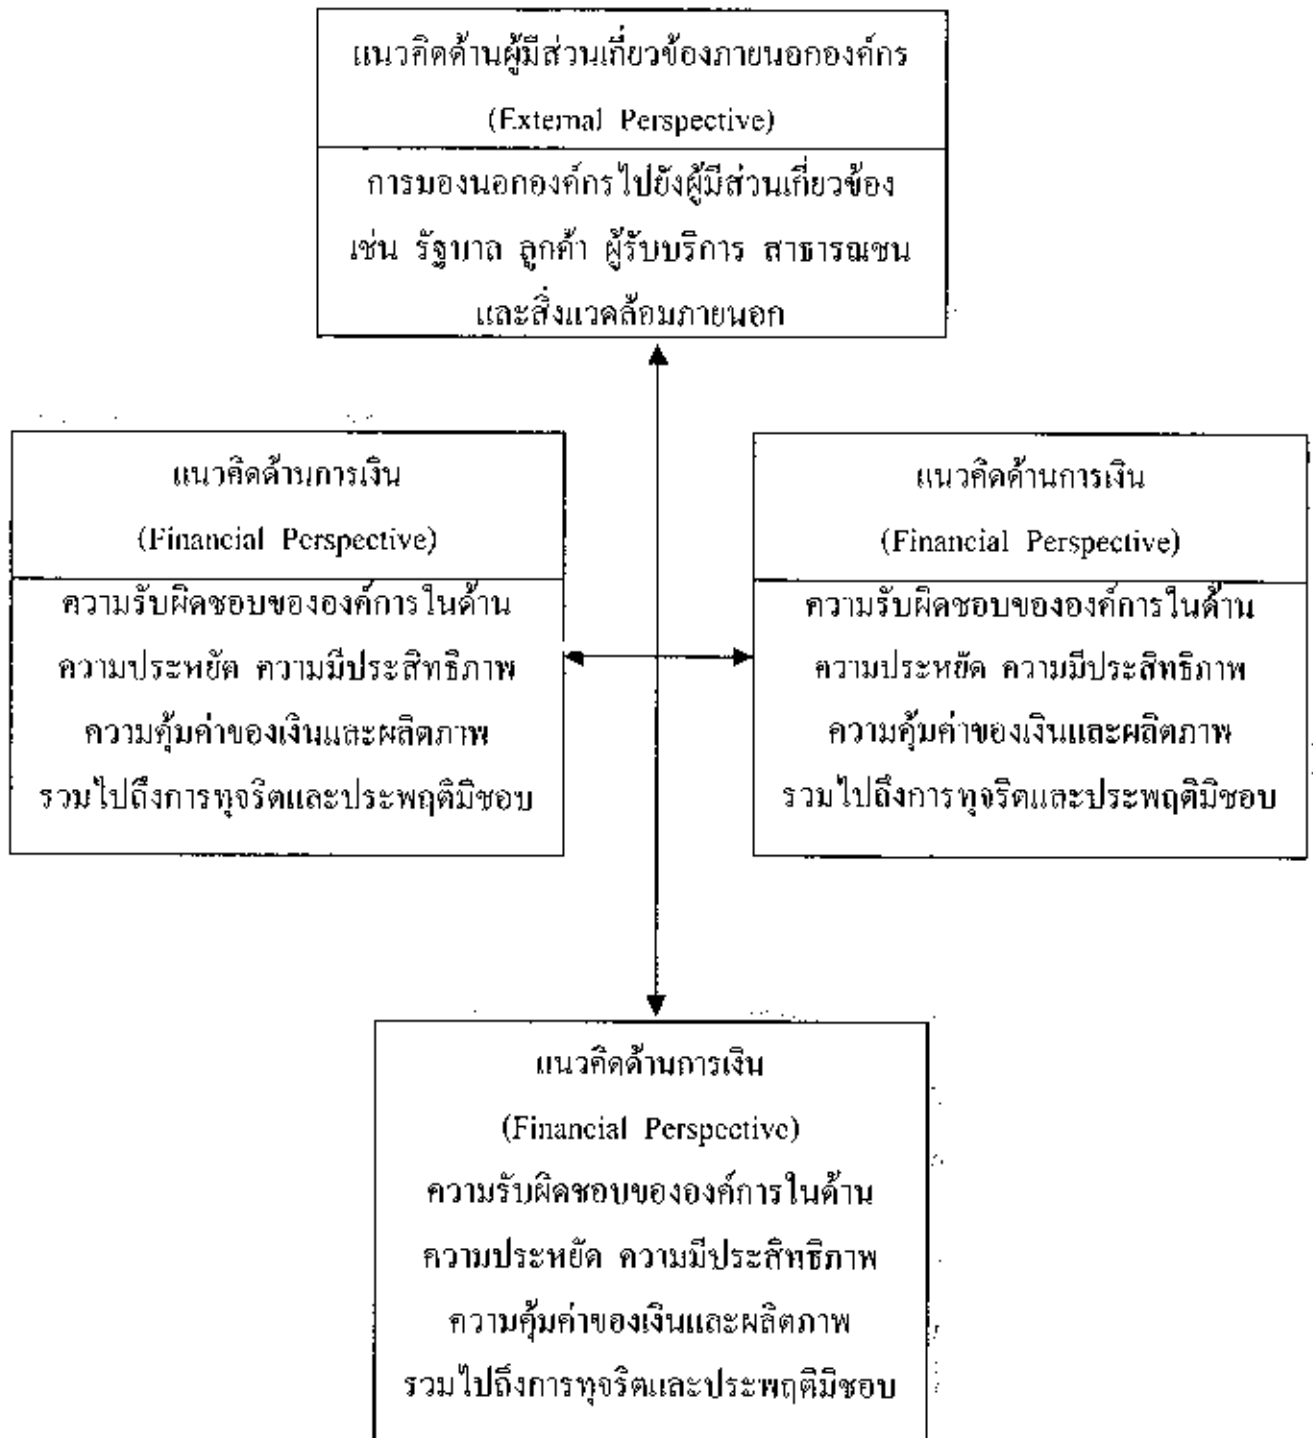 แนวคิดด้านผู้มีส่วนเกี่ยวข้องภายนอกองค์กร
(External Perspective)
การมองนอกองค์กรไปยังผู้มีส่วนเกี่ยวข้อง
เช่น รัฐบาล ลูกค้า ผู้รับบริการ สาธารณชน
และสิ่งแวดล้อมภายนอก
แนวคิดด้านการเงิน
(Financial Perspective)
ความรับผิดชอบขององค์การในด้าน
ความประหยัด ความมีประสิทธิภาพ
ความคุ้มค่าของเงินและผลิตภาพ
รวมไปถึงการทุจริตและประพฤติมิชอบ
แนวคิดด้านการเงิน
(Financial Perspective)
ความรับผิดชอบขององค์การในด้าน
ความประหยัด ความมีประสิทธิภาพ
ความคุ้มค่าของเงินและผลิตภาพ
รวมไปถึงการทุจริตและประพฤติมิชอบ
แนวคิดด้านการเงิน
(Financial Perspective)
ความรับผิดชอบขององค์การในด้าน
ความประหยัด ความมีประสิทธิภาพ
ความคุ้มค่าของเงินและผลิตภาพ
รวมไปถึงการทุจริตและประพฤติมิชอบ